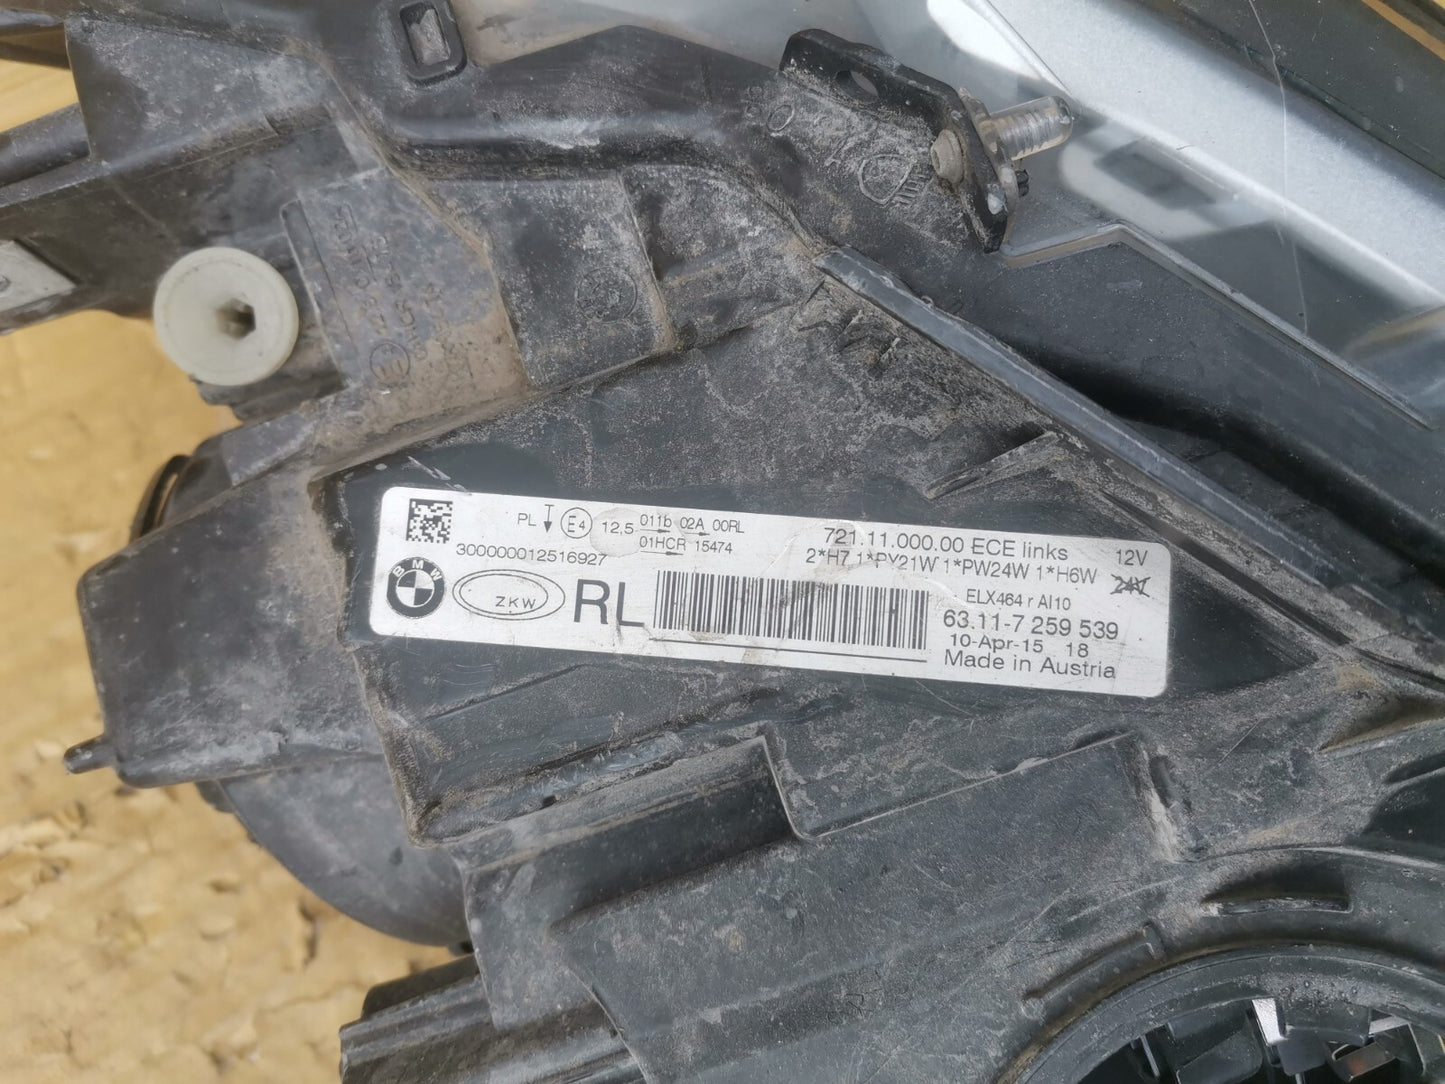 PL E4 12,5 011b 02A 00RL
01HCR 15474
300000012516927
BMW
ZKW
RL
721.11.000.00 ECE links 12V
2*H7 1*PY21W 1*PW24W 1*H6W 24V
ELX464 r AI10
63.11-7 259 539
10-Apr-15 18
Made in Austria